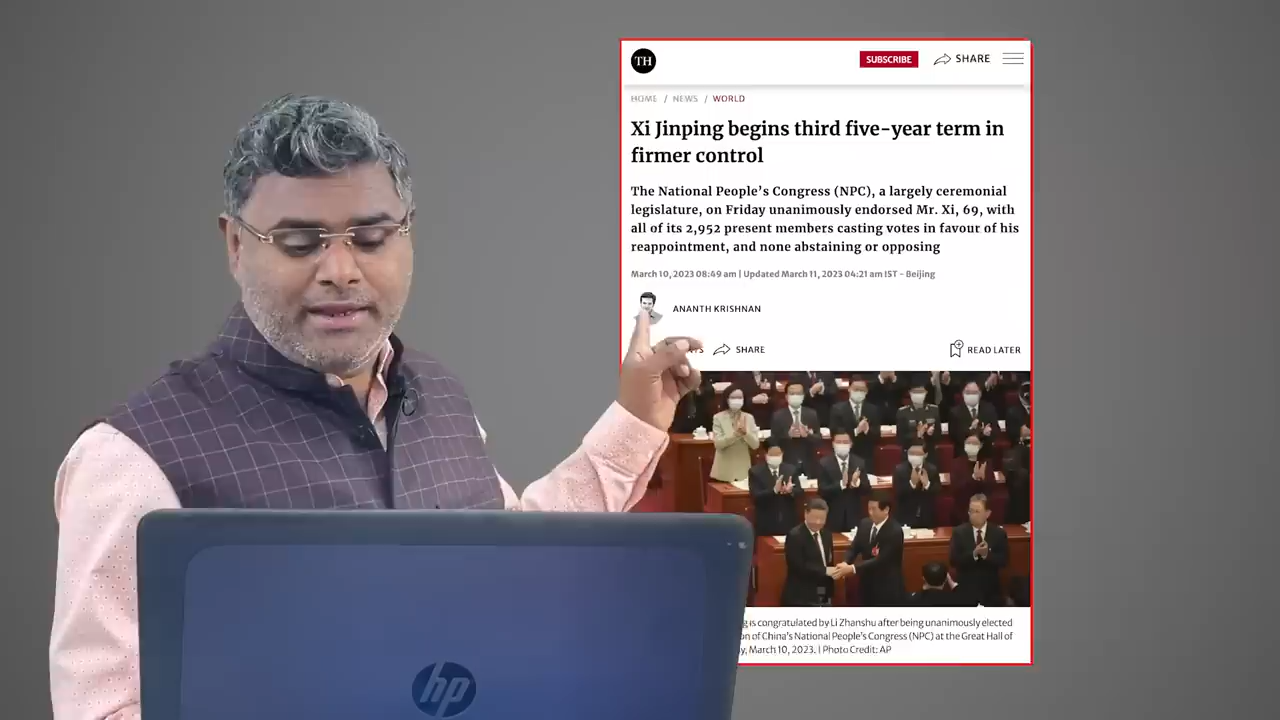 TH
SUBSCRIBE
SHARE
HOME / NEWS / WORLD
Xi Jinping begins third five-year term in
firmer control
The National People's Congress (NPC), a largely ceremonial
legislature, on Friday unanimously endorsed Mr. Xi, 69, with
all of its 2,952 present members casting votes in favour of his
reappointment, and none abstaining or opposing
March 10, 2023 08:49 am | Updated March 11, 2023 04:21 am IST - Beijing
ANANTH KRISHNAN
SHARE
READ LATER
is congratulated by Li Zhanshu after being unanimously elected
of China's National People's Congress (NPC) at the Great Hall of
March 10, 2023. | Photo Credit: AP
hp